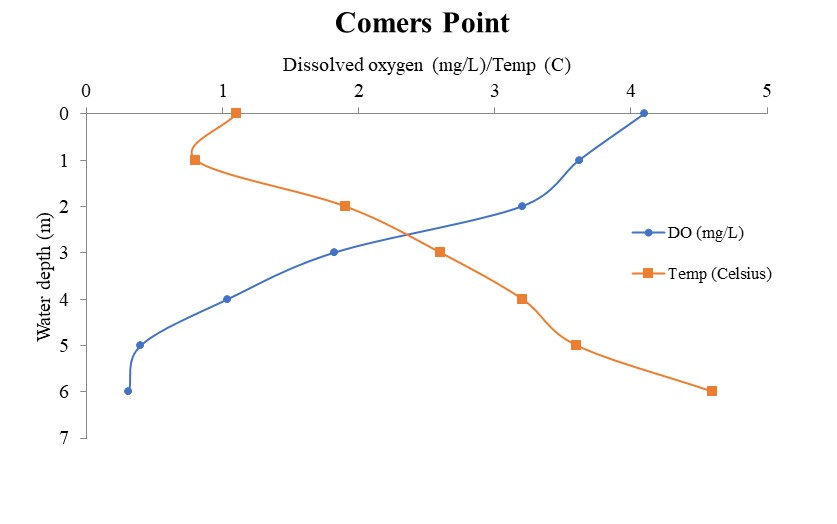 Comers Point
Dissolved oxygen (mg/L)/Temp (C)
0 1 2 3 4 5
0
1
2
3
4
5
6
7
Water depth (m)
DO (mg/L)
Temp (Celsius)